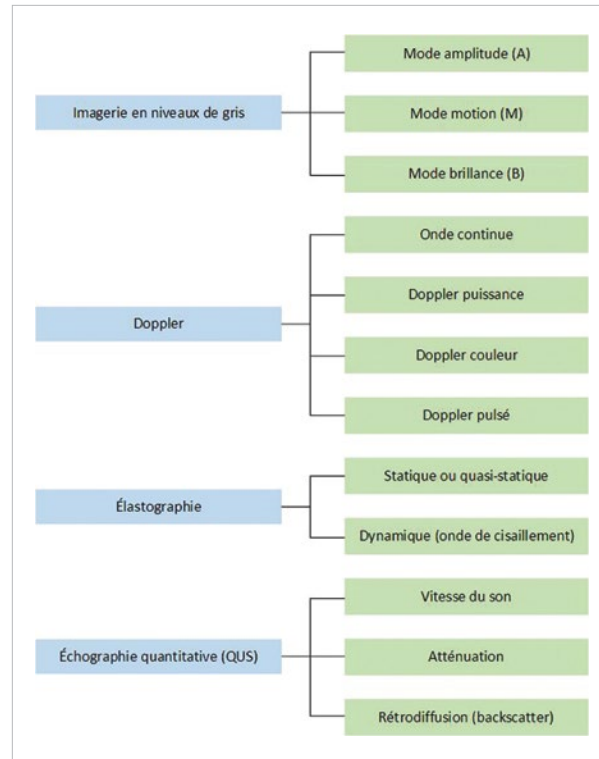 Imagerie en niveaux de gris
Mode amplitude (A)
Mode motion (M)
Mode brillance (B)
Doppler
Onde continue
Doppler puissance
Doppler couleur
Doppler pulsé
Élastographie
Statique ou quasi-statique
Dynamique (onde de cisaillement)
Échographie quantitative (QUS)
Vitesse du son
Atténuation
Rétrodiffusion (backscatter)